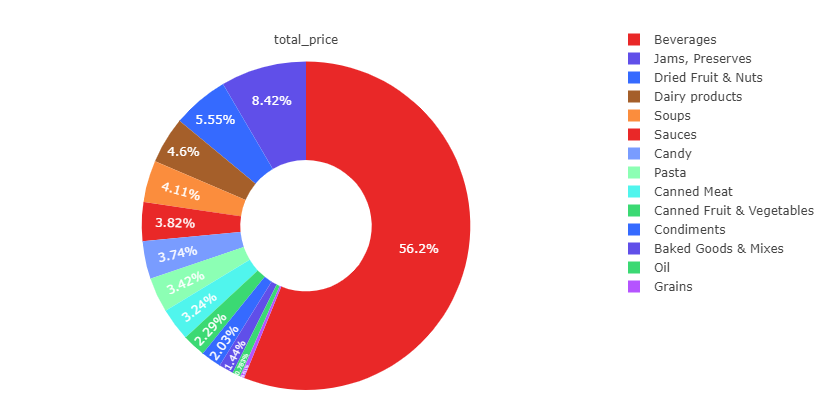 total_price
Beverages
Jams, Preserves
Dried Fruit & Nuts
Dairy products
Soups
Sauces
Candy
Pasta
Canned Meat
Canned Fruit & Vegetables
Condiments
Baked Goods & Mixes
Oil
Grains
8.42%
5.55%
4.6%
4.11%
3.82%
3.74%
3.42%
3.24%
2.29%
2.03%
1.44%
56.2%